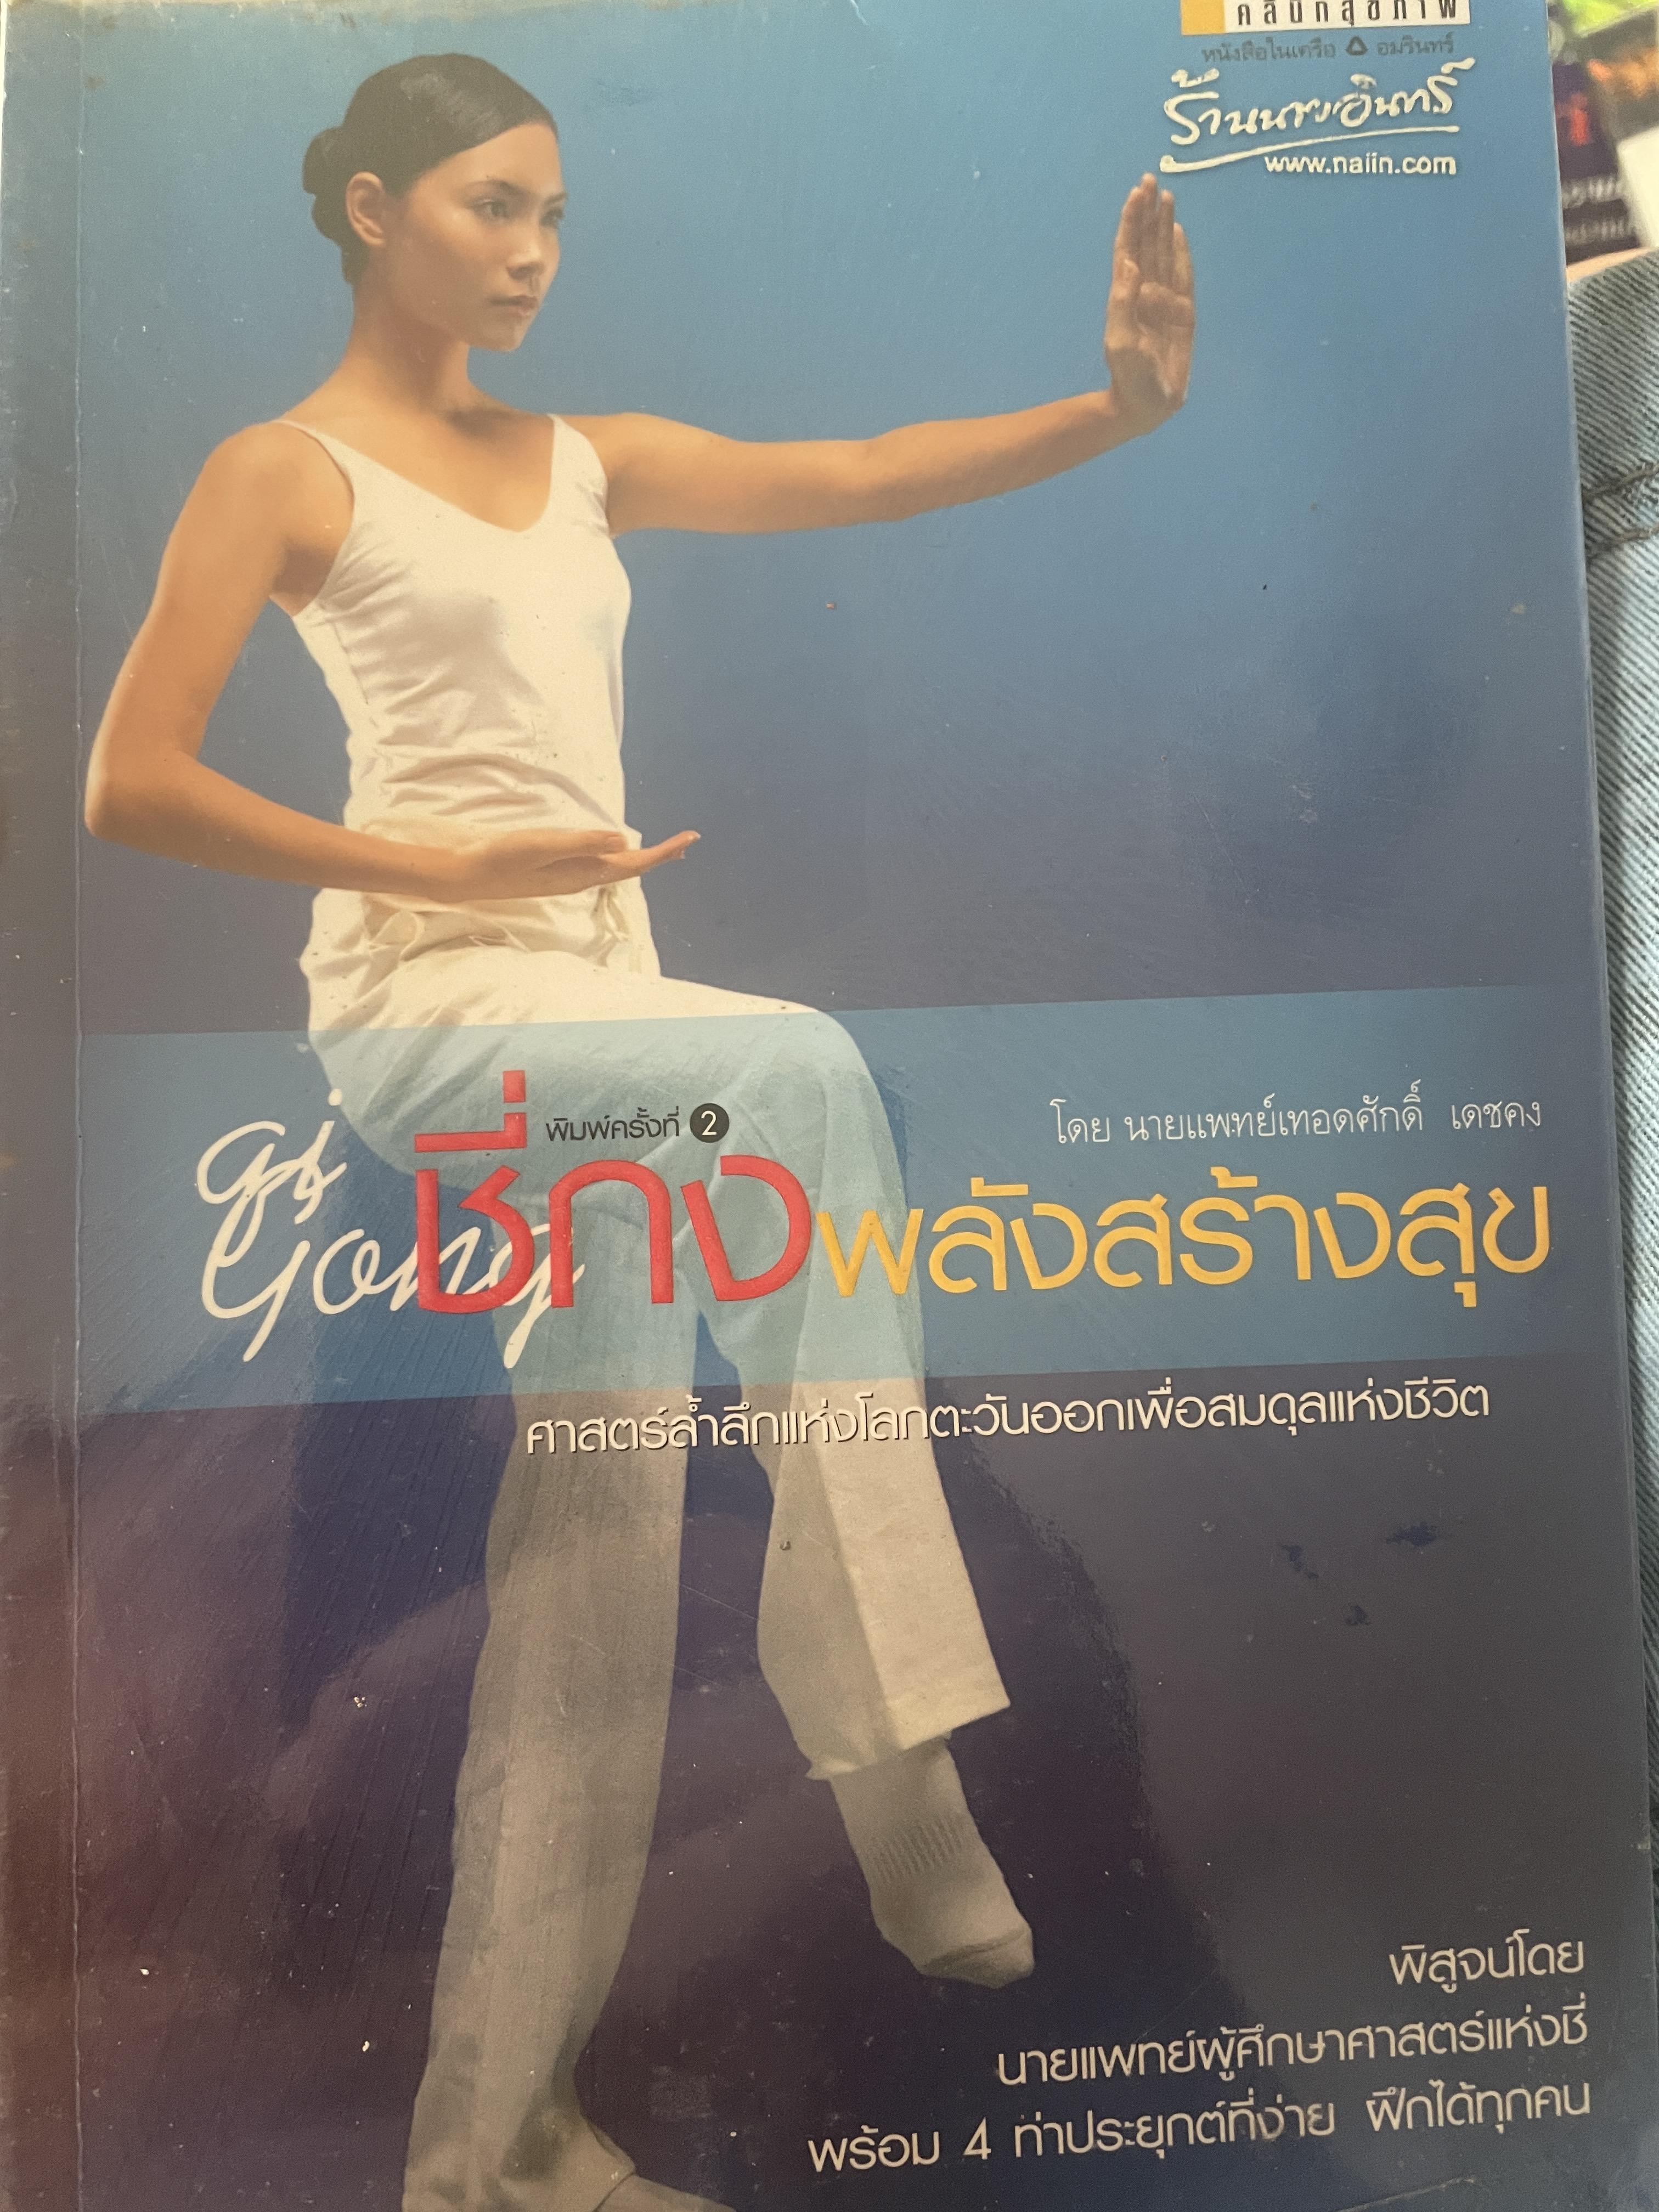 คลินิกสุขภาพ
หนังสือในเครือ อมรินทร์
ร้านนายอินทร์
www.naiin.com
พิมพ์ครั้งที่ 2
โดย นายแพทย์เทอดศักดิ์ เดชคง
qi
gong
ชี่กงพลังสร้างสุข
ศาสตร์ล้ำลึกแห่งโลกตะวันออกเพื่อสมดุลแห่งชีวิต
พิสูจน์โดย
นายแพทย์ผู้ศึกษาศาสตร์แห่งชี่
พร้อม 4 ท่าประยุกต์ที่ง่าย ฝึกได้ทุกคน